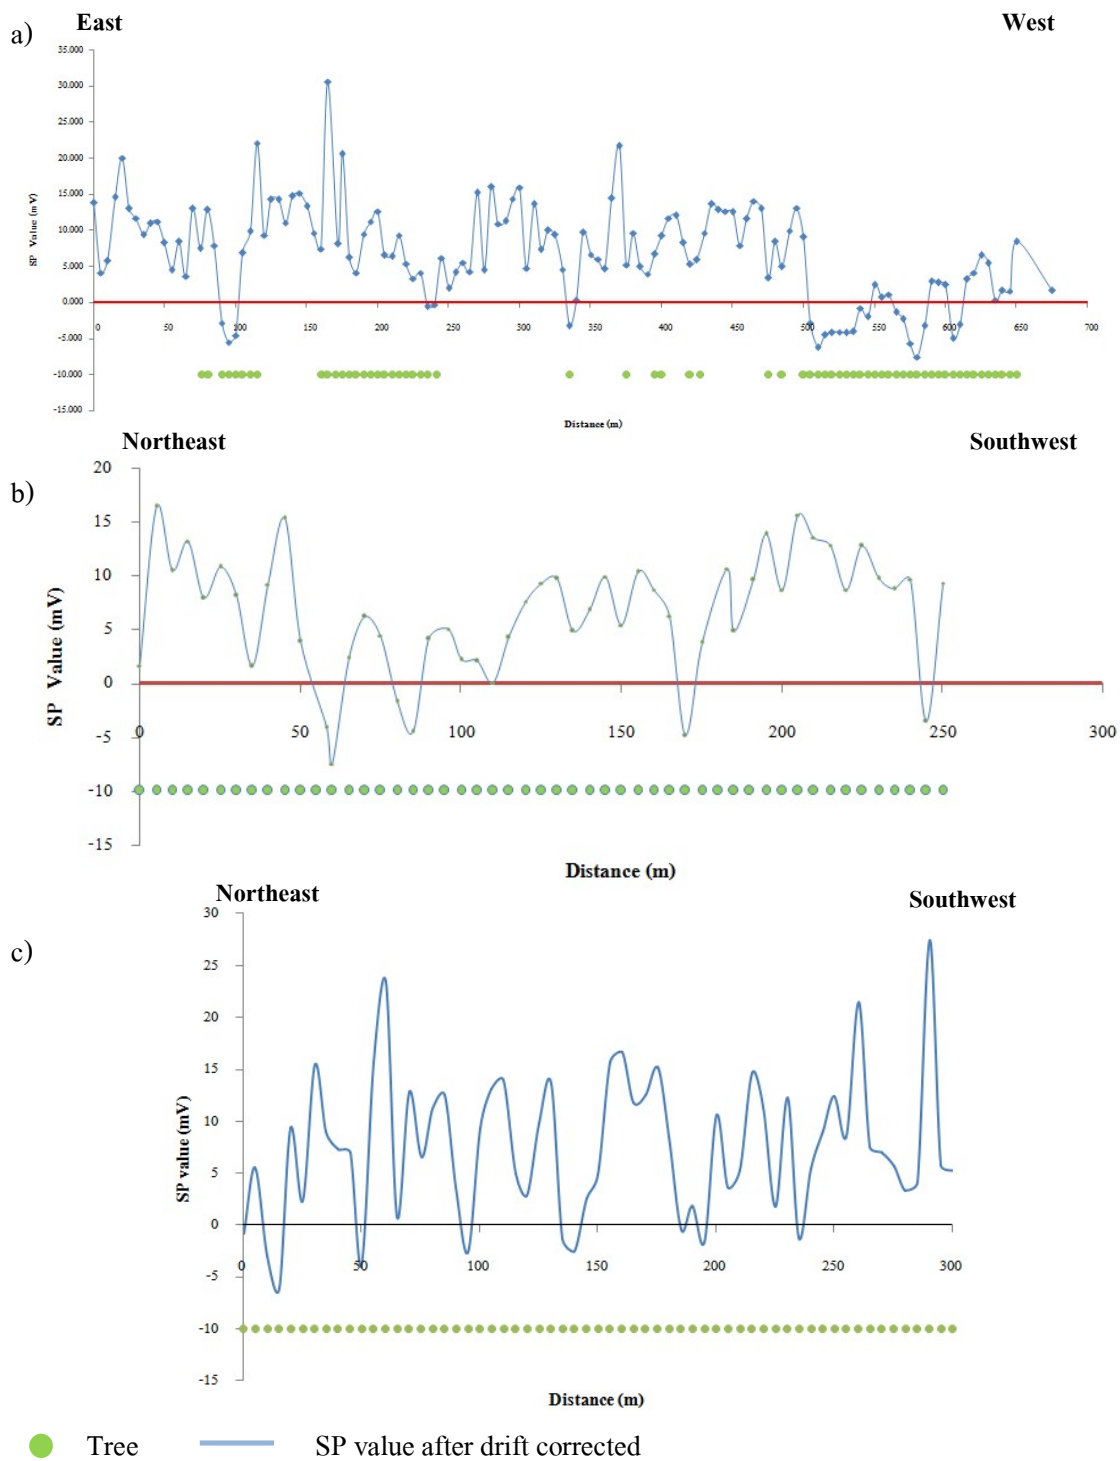 a)
East
West
35.000
30.000
25.000
20.000
15.000
10.000
5.000
0.000
-5.000
-10.000
-15.000
SP Value (mV)
0 50 100 150 200 250 300 350 400 450 500 550 600 650 700
Distance (m)
Northeast
Southwest
b)
20
15
10
5
0
-5
-10
-15
SP Value (mV)
0 50 100 150 200 250 300
Distance (m)
Northeast
Southwest
c)
30
25
20
15
10
5
0
-5
-10
-15
SP value (mV)
0 50 100 150 200 250 300
Distance (m)
Tree
SP value after drift corrected